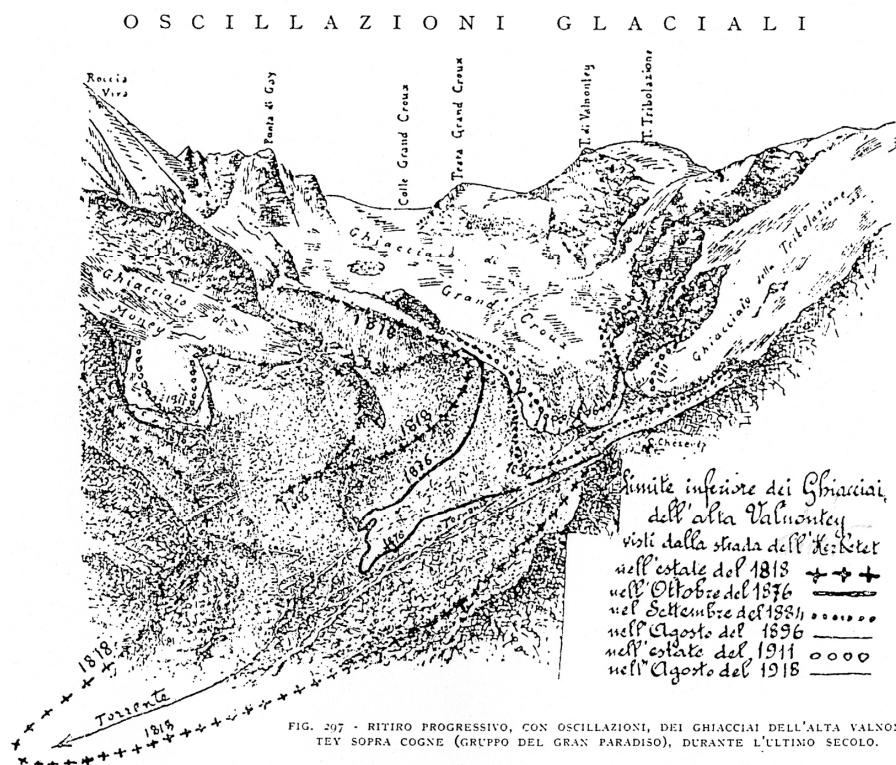 OSCILLAZIONI GLACIALI
Roccia
Viva
Punta di Gay
Colle Grand Croux
Testa Grand Croux
T. di Valnontey
T. Tribolazione
Ghiacciaio di
Grand
Croux
Ghiacciaio della Tribolazione
Ghiacciaio
Money
1818
1818
1818
1876
1876
1911
Torrente
limite inferiore dei Ghiacciai,
dell'alta Valnontey
visti dalla strada dell'Herbetet
nell'estate del 1818
nell'Ottobre del 1876
nel Settembre del 1884
nell'Agosto del 1896
nell'estate del 1911
nell'Agosto del 1918
1818
Torrente
1818
FIG. 297 - RITIRO PROGRESSIVO, CON OSCILLAZIONI, DEI GHIACCIAI DELL'ALTA VALNON-
TEY SOPRA COGNE (GRUPPO DEL GRAN PARADISO), DURANTE L'ULTIMO SECOLO.